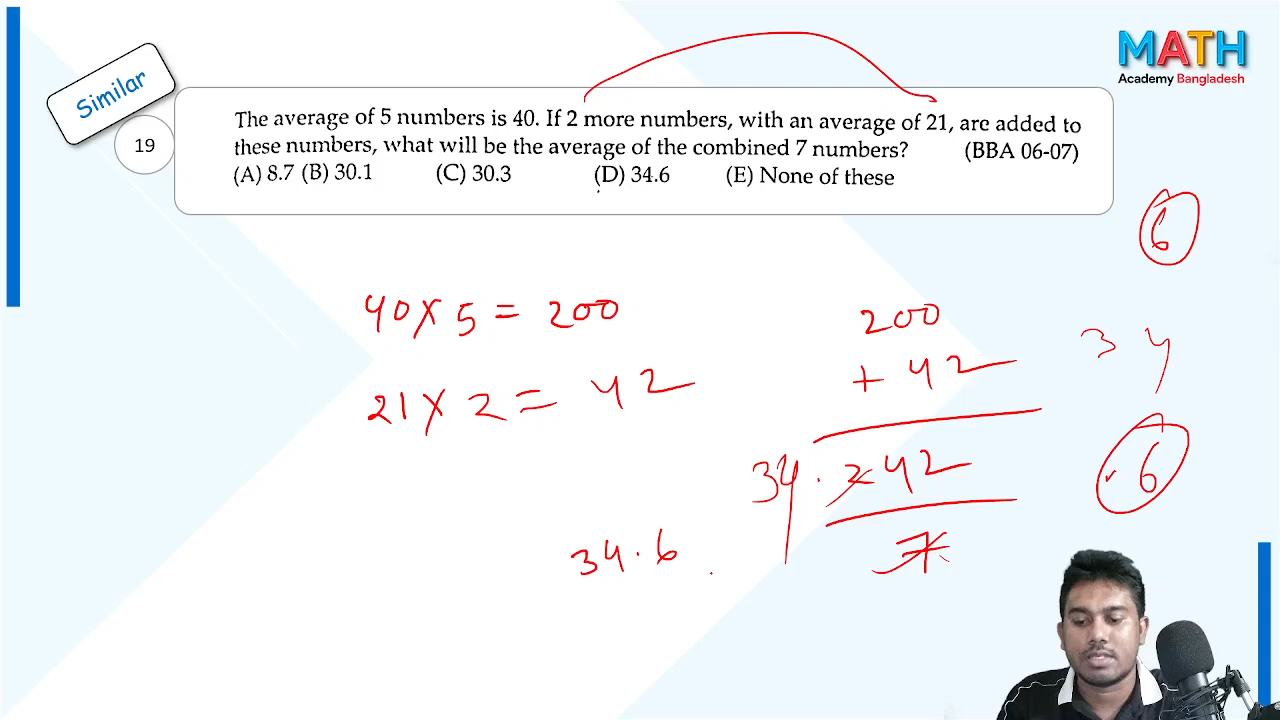 MATH
Academy Bangladesh
Similar
19
The average of 5 numbers is 40. If 2 more numbers, with an average of 21, are added to
these numbers, what will be the average of the combined 7 numbers? (BBA 06-07)
(A) 8.7 (B) 30.1 (C) 30.3 (D) 34.6 (E) None of these
6
40 x 5 = 200
200
34
21 x 2 = 42
+ 42
34. 242
.6
34.6
7